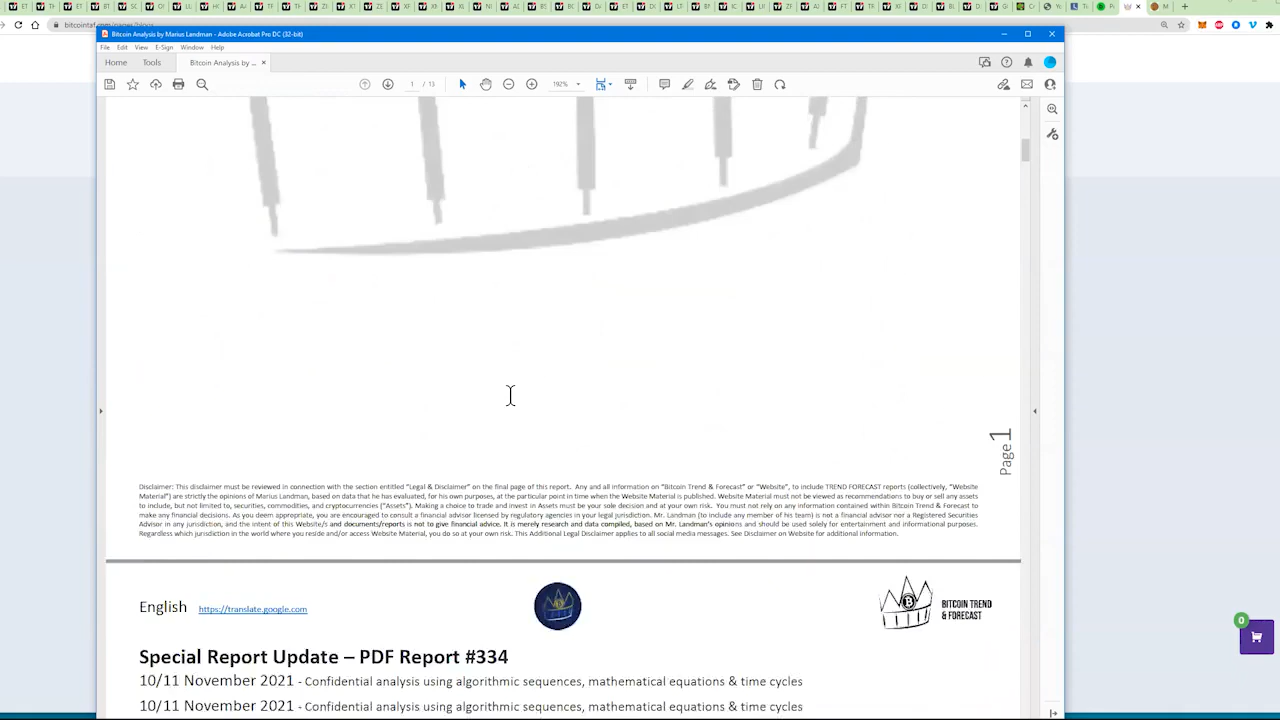 Bitcoin Analysis by Marius Landman - Adobe Acrobat Pro DC (32-bit)
File Edit View E-Sign Window Help
Home Tools Bitcoin Analysis by ... ×
1 / 13 192%
Page 1
Disclaimer: This disclaimer must be reviewed in connection with the section entitled "Legal & Disclaimer" on the final page of this report. Any and all information on "Bitcoin Trend & Forecast" or "Website", to include TREND FORECAST reports (collectively, "Website
Material") are strictly the opinions of Marius Landman, based on data that he has evaluated, for his own purposes, at the particular point in time when the Website Material is published. Website Material must not be viewed as recommendations to buy or sell any assets
to include, but not limited to, securities, commodities, and cryptocurrencies ("Assets"). Making a choice to trade and invest in Assets must be your sole decision and at your own risk. You must not rely on any information contained within Bitcoin Trend & Forecast to
make any financial decisions. As you deem appropriate, you are engaged to consult a financial advisor licensed by regulatory agencies in your legal jurisdiction. Mr. Landman (to include any member of his team) is not a financial advisor nor a Registered Securities
Advisor in any jurisdiction, and the intent of this Website/s and documents/reports is not to give financial advice. It is merely research and data compiled, based on Mr. Landman's opinions and should be used solely for entertainment and informational purposes.
Regardless which jurisdiction in the world where you reside and/or access Website Material, you do so at your own risk. This Additional Legal Disclaimer applies to all social media messages. See Disclaimer on Website for additional information.
English https://translate.google.com
BITCOIN TREND
& FORECAST
Special Report Update – PDF Report #334
10/11 November 2021 - Confidential analysis using algorithmic sequences, mathematical equations & time cycles
10/11 November 2021 - Confidential analysis using algorithmic sequences, mathematical equations & time cycles
0